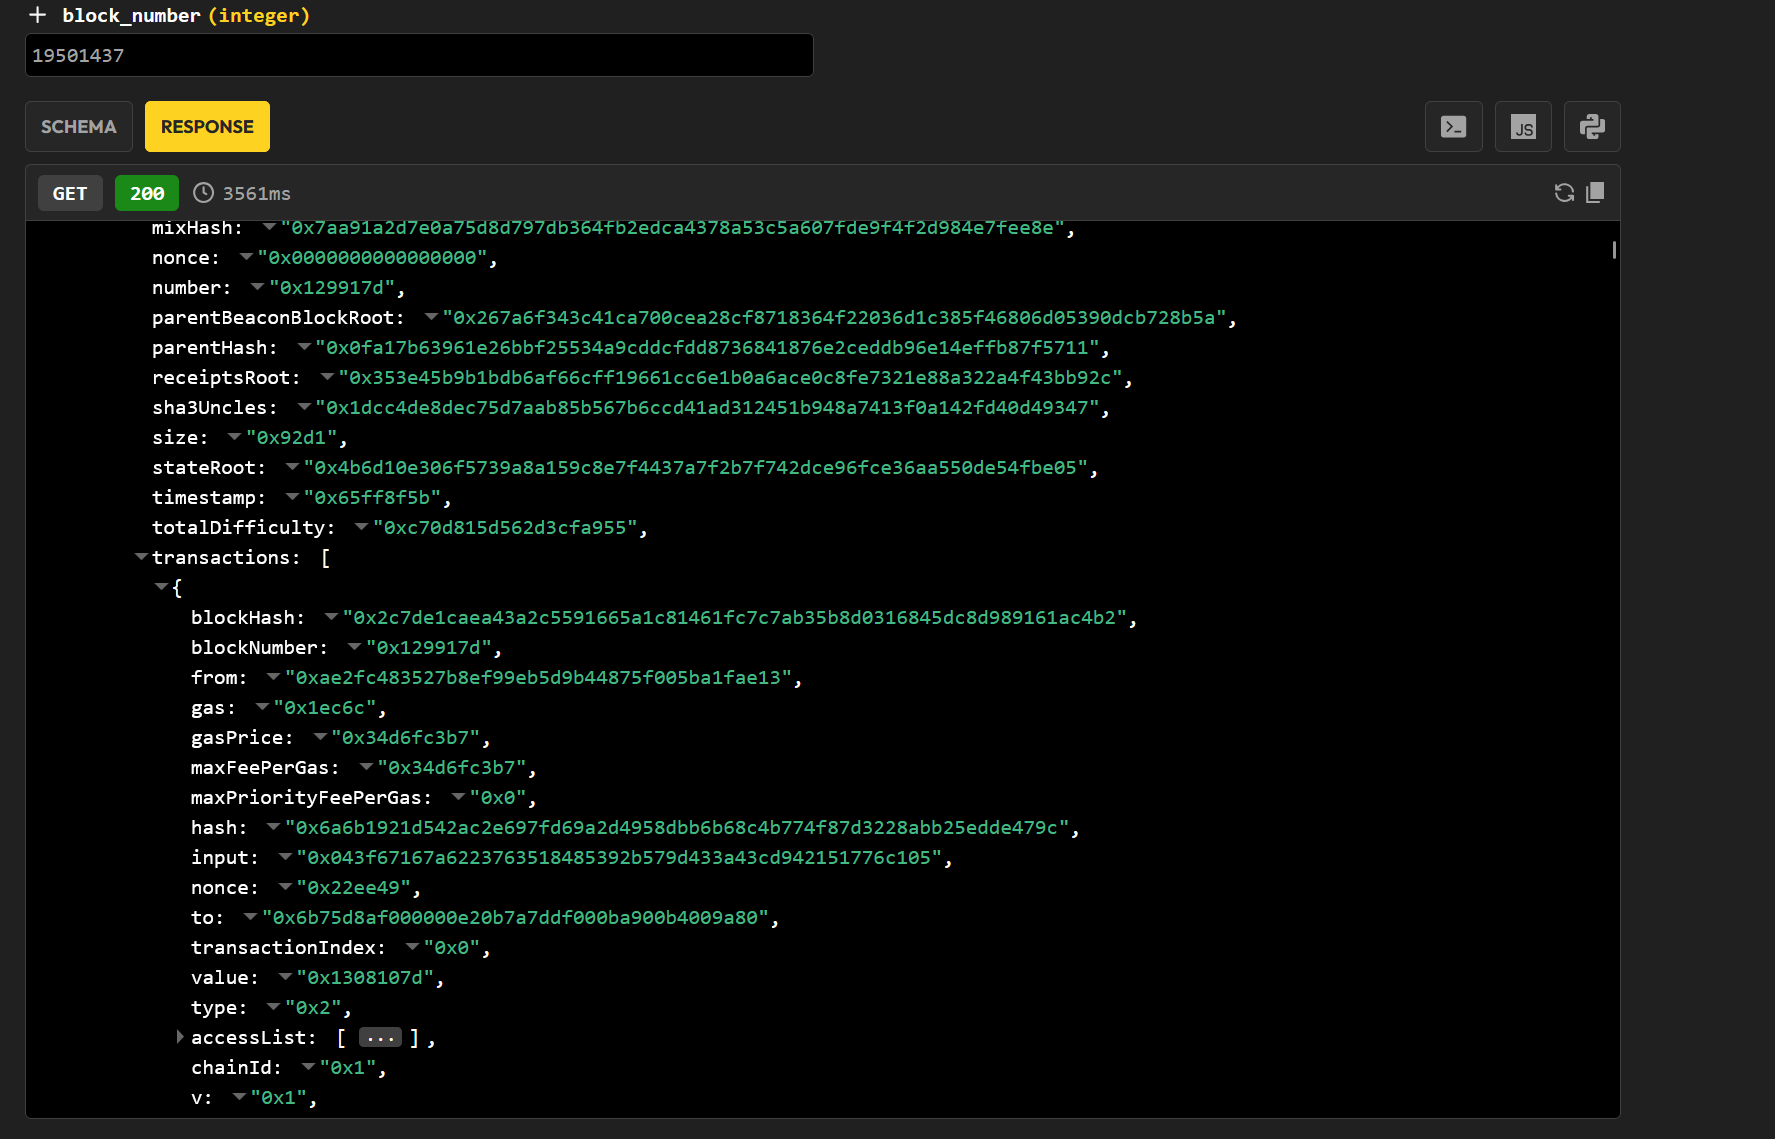 + block_number (integer)
19501437
SCHEMA RESPONSE JS
GET 200 3561ms
mixHash: "0x7aa91a2d7e0a75d8d797db364fb2edca4378a53c5a607fde9f4f2d984e7fee8e",
nonce: "0x0000000000000000",
number: "0x129917d",
parentBeaconBlockRoot: "0x267a6f343c41ca700cea28cf8718364f22036d1c385f46806d05390dcb728b5a",
parentHash: "0x0fa17b63961e26bbf25534a9cddcfdd8736841876e2ceddb96e14effb87f5711",
receiptsRoot: "0x353e45b9b1bdb6af66cff19661cc6e1b0a6ace0c8fe7321e88a322a4f43bb92c",
sha3Uncles: "0x1dcc4de8dec75d7aab85b567b6ccd41ad312451b948a7413f0a142fd40d49347",
size: "0x92d1",
stateRoot: "0x4b6d10e306f5739a8a159c8e7f4437a7f2b7f742dce96fce36aa550de54fbe05",
timestamp: "0x65ff8f5b",
totalDifficulty: "0xc70d815d562d3cfa955",
transactions: [
{
blockHash: "0x2c7de1caea43a2c5591665a1c81461fc7c7ab35b8d0316845dc8d989161ac4b2",
blockNumber: "0x129917d",
from: "0xae2fc483527b8ef99eb5d9b44875f005ba1fae13",
gas: "0x1ec6c",
gasPrice: "0x34d6fc3b7",
maxFeePerGas: "0x34d6fc3b7",
maxPriorityFeePerGas: "0x0",
hash: "0x6a6b1921d542ac2e697fd69a2d4958dbb6b68c4b774f87d3228abb25edde479c",
input: "0x043f67167a6223763518485392b579d433a43cd942151776c105",
nonce: "0x22ee49",
to: "0x6b75d8af000000e20b7a7ddf000ba900b4009a80",
transactionIndex: "0x0",
value: "0x1308107d",
type: "0x2",
accessList: [ ... ],
chainId: "0x1",
v: "0x1",